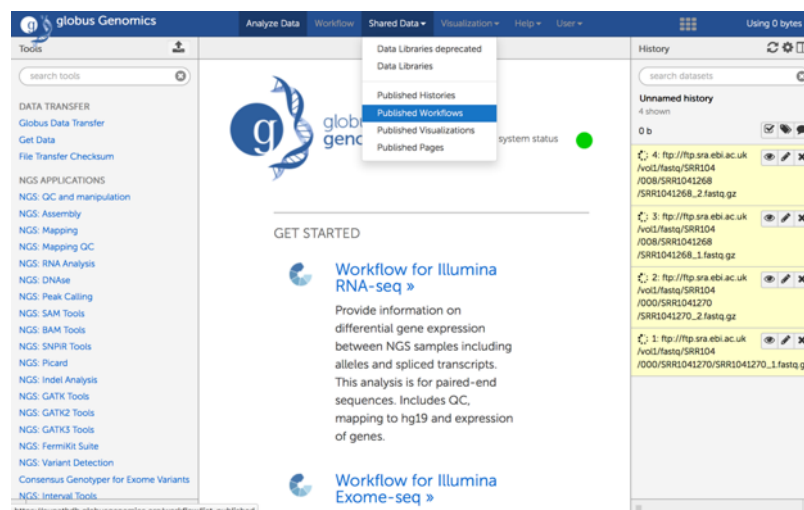 globus Genomics
Analyze Data Workflow Shared Data Visualization Help User
Using 0 bytes
Tools
search tools
DATA TRANSFER
Globus Data Transfer
Get Data
File Transfer Checksum
NGS APPLICATIONS
NGS: QC and manipulation
NGS: Assembly
NGS: Mapping
NGS: Mapping QC
NGS: RNA Analysis
NGS: DNAse
NGS: Peak Calling
NGS: SAM Tools
NGS: BAM Tools
NGS: SNPiR Tools
NGS: Picard
NGS: Indel Analysis
NGS: GATK Tools
NGS: GATK2 Tools
NGS: GATK3 Tools
NGS: FermiKit Suite
NGS: Variant Detection
Consensus Genotyper for Exome Variants
NGS: Interval Tools
Data Libraries deprecated
Data Libraries
Published Histories
Published Workflows
Published Visualizations
Published Pages
g
glob
geno
system status
GET STARTED
Workflow for Illumina
RNA-seq »
Provide information on
differential gene expression
between NGS samples including
alleles and spliced transcripts.
This analysis is for paired-end
sequences. Includes QC,
mapping to hg19 and expression
of genes.
Workflow for Illumina
Exome-seq »
History
search datasets
Unnamed history
4 shown
0 b
4: ftp://ftp.sra.ebi.ac.uk
/vol1/fastq/SRR104
/008/SRR1041268
/SRR1041268_2.fastq.gz
3: ftp://ftp.sra.ebi.ac.uk
/vol1/fastq/SRR104
/008/SRR1041268
/SRR1041268_1.fastq.gz
2: ftp://ftp.sra.ebi.ac.uk
/vol1/fastq/SRR104
/000/SRR1041270
/SRR1041270_2.fastq.gz
1: ftp://ftp.sra.ebi.ac.uk
/vol1/fastq/SRR104
/000/SRR1041270/SRR1041270_1.fastq.g